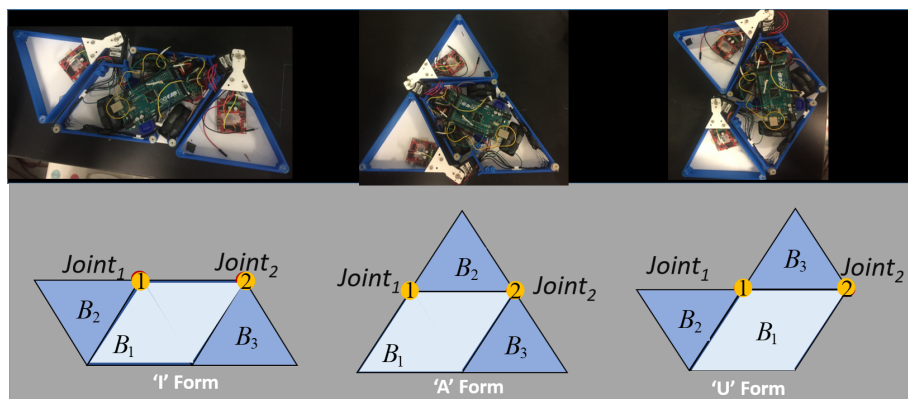 Joint1
1
2
Joint2
B2
B1
B3
'I' Form
Joint1
1
2
Joint2
B2
B1
B3
'A' Form
Joint1
1
2
Joint2
B3
B2
B1
'U' Form